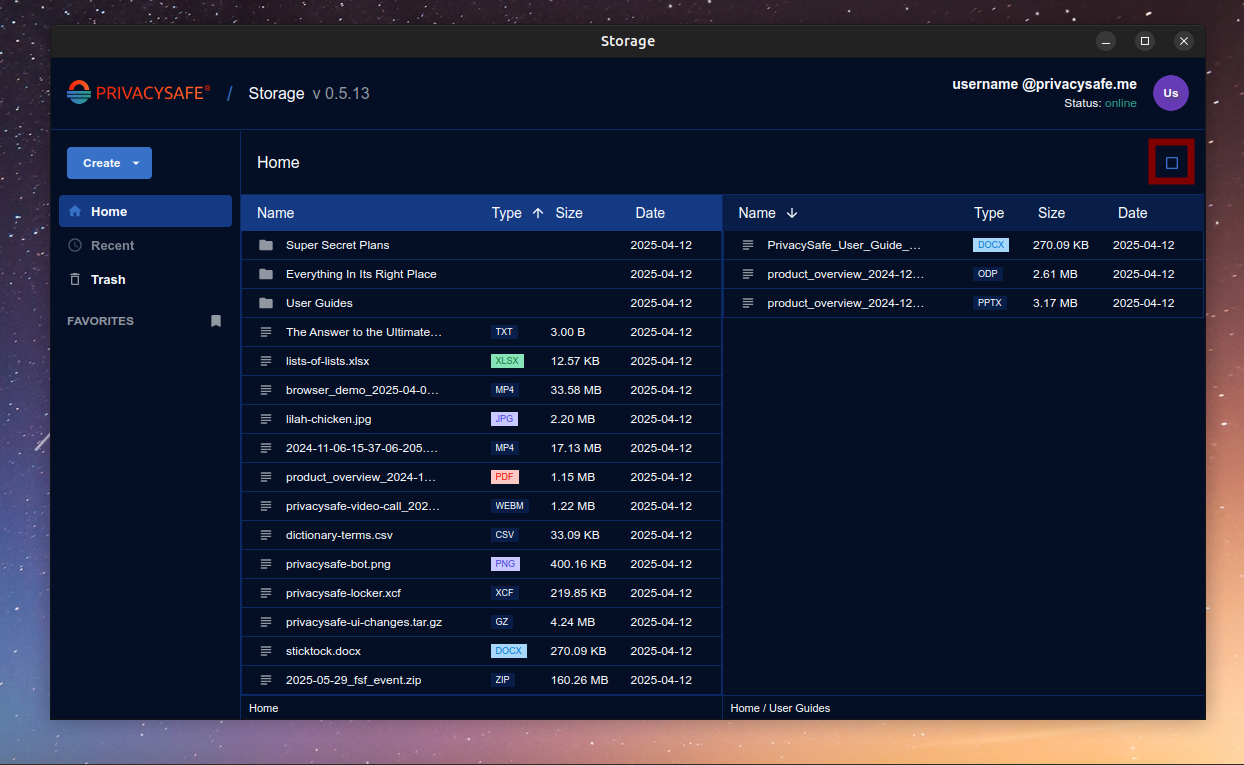 Storage
PRIVACYSAFE® / Storage v 0.5.13
username @privacysafe.me
Status: online
Us
Create
Home
Home
Recent
Trash
FAVORITES
Name Type Size Date
Super Secret Plans 2025-04-12
Everything In Its Right Place 2025-04-12
User Guides 2025-04-12
The Answer to the Ultimate… TXT 3.00 B 2025-04-12
lists-of-lists.xlsx XLSX 12.57 KB 2025-04-12
browser_demo_2025-04-0… MP4 33.58 MB 2025-04-12
lilah-chicken.jpg JPG 2.20 MB 2025-04-12
2024-11-06-15-37-06-205.… MP4 17.13 MB 2025-04-12
product_overview_2024-1… PDF 1.15 MB 2025-04-12
privacysafe-video-call_202… WEBM 1.22 MB 2025-04-12
dictionary-terms.csv CSV 33.09 KB 2025-04-12
privacysafe-bot.png PNG 400.16 KB 2025-04-12
privacysafe-locker.xcf XCF 219.85 KB 2025-04-12
privacysafe-ui-changes.tar.gz GZ 4.24 MB 2025-04-12
sticktock.docx DOCX 270.09 KB 2025-04-12
2025-05-29_fsf_event.zip ZIP 160.26 MB 2025-04-12
Home
Name Type Size Date
PrivacySafe_User_Guide_… DOCX 270.09 KB 2025-04-12
product_overview_2024-12… ODP 2.61 MB 2025-04-12
product_overview_2024-12… PPTX 3.17 MB 2025-04-12
Home / User Guides